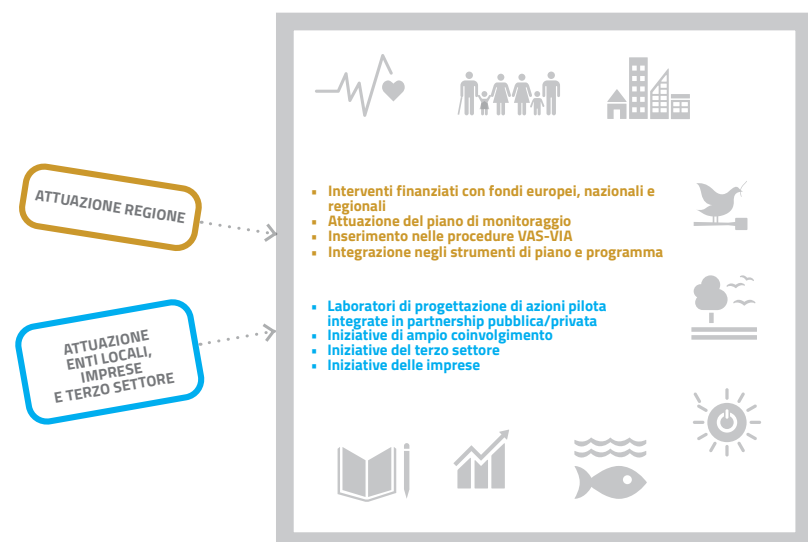 ATTUAZIONE REGIONE
▪ Interventi finanziati con fondi europei, nazionali e
regionali
▪ Attuazione del piano di monitoraggio
▪ Inserimento nelle procedure VAS-VIA
▪ Integrazione negli strumenti di piano e programma
ATTUAZIONE
ENTI LOCALI,
IMPRESE
E TERZO SETTORE
▪ Laboratori di progettazione di azioni pilota
integrate in partnership pubblica/privata
▪ Iniziative di ampio coinvolgimento
▪ Iniziative del terzo settore
▪ Iniziative delle imprese